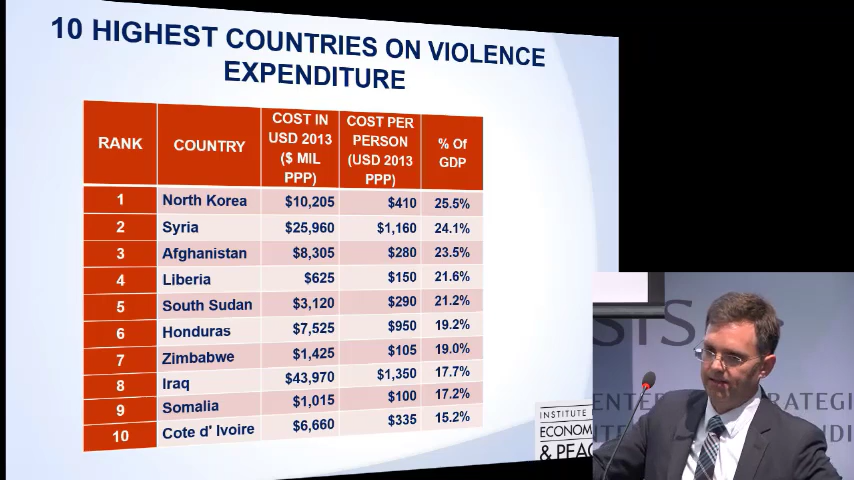 10 HIGHEST COUNTRIES ON VIOLENCE
EXPENDITURE
RANK COUNTRY COST IN USD 2013 ($ MIL PPP) COST PER PERSON (USD 2013 PPP) % Of GDP
1 North Korea $10,205 $410 25.5%
2 Syria $25,960 $1,160 24.1%
3 Afghanistan $8,305 $280 23.5%
4 Liberia $625 $150 21.6%
5 South Sudan $3,120 $290 21.2%
6 Honduras $7,525 $950 19.2%
7 Zimbabwe $1,425 $105 19.0%
8 Iraq $43,970 $1,350 17.7%
9 Somalia $1,015 $100 17.2%
10 Cote d' Ivoire $6,660 $335 15.2%
INSTITUTE
ECONOM
& PEAC
SIS
ENTE RATEGI